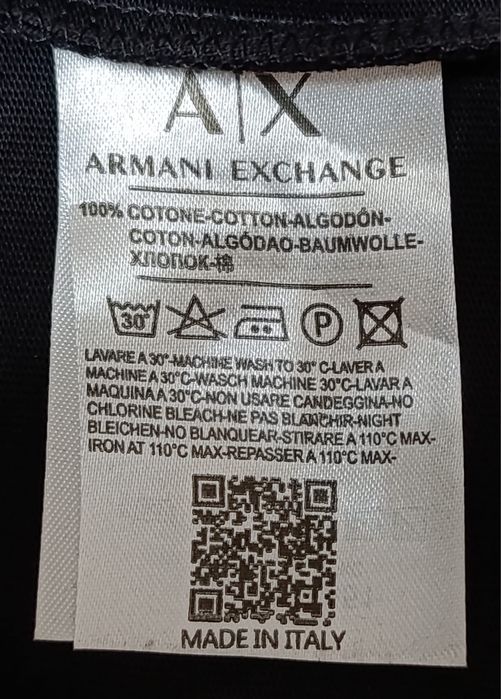 A|X
ARMANI EXCHANGE
100% COTONE-COTTON-ALGODÓN-
COTON-ALGÓDAO-BAUMWOLLE-
ХЛОПОК-棉
30° P
LAVARE A 30°-MACHINE WASH TO 30° C-LAVER A
MACHINE A 30°C-WASCH MACHINE 30°C-LAVAR A
MAQUINA A 30°C-NON USARE CANDEGGINA-NO
CHLORINE BLEACH-NE PAS BLANCHIR-NIGHT
BLEICHEN-NO BLANQUEAR-STIRARE A 110°C MAX-
IRON AT 110°C MAX-REPASSER A 110°C MAX-
MADE IN ITALY